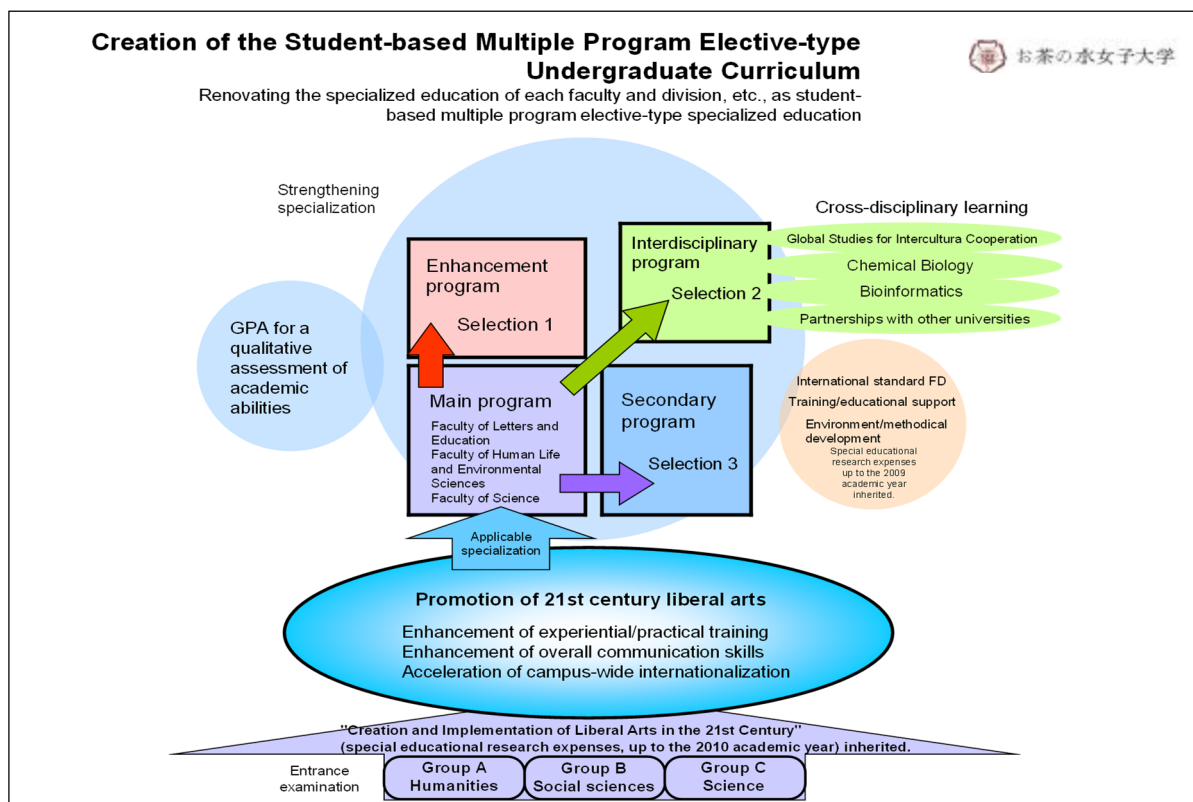 Creation of the Student-based Multiple Program Elective-type
Undergraduate Curriculum
お茶の水女子大学
Renovating the specialized education of each faculty and division, etc., as student-
based multiple program elective-type specialized education
Strengthening
specialization
Cross-disciplinary learning
Enhancement
program
Selection 1
Interdisciplinary
program
Selection 2
Global Studies for Intercultura Cooperation
Chemical Biology
Bioinformatics
Partnerships with other universities
GPA for a
qualitative
assessment of
academic
abilities
Main program
Faculty of Letters and
Education
Faculty of Human Life
and Environmental
Sciences
Faculty of Science
Secondary
program
Selection 3
International standard FD
Training/educational support
Environment/methodical
development
Special educational
research expenses
up to the 2009
academic year
inherited.
Applicable
specialization
Promotion of 21st century liberal arts
Enhancement of experiential/practical training
Enhancement of overall communication skills
Acceleration of campus-wide internationalization
"Creation and Implementation of Liberal Arts in the 21st Century"
(special educational research expenses, up to the 2010 academic year) inherited.
Entrance
examination
Group A
Humanities
Group B
Social sciences
Group C
Science